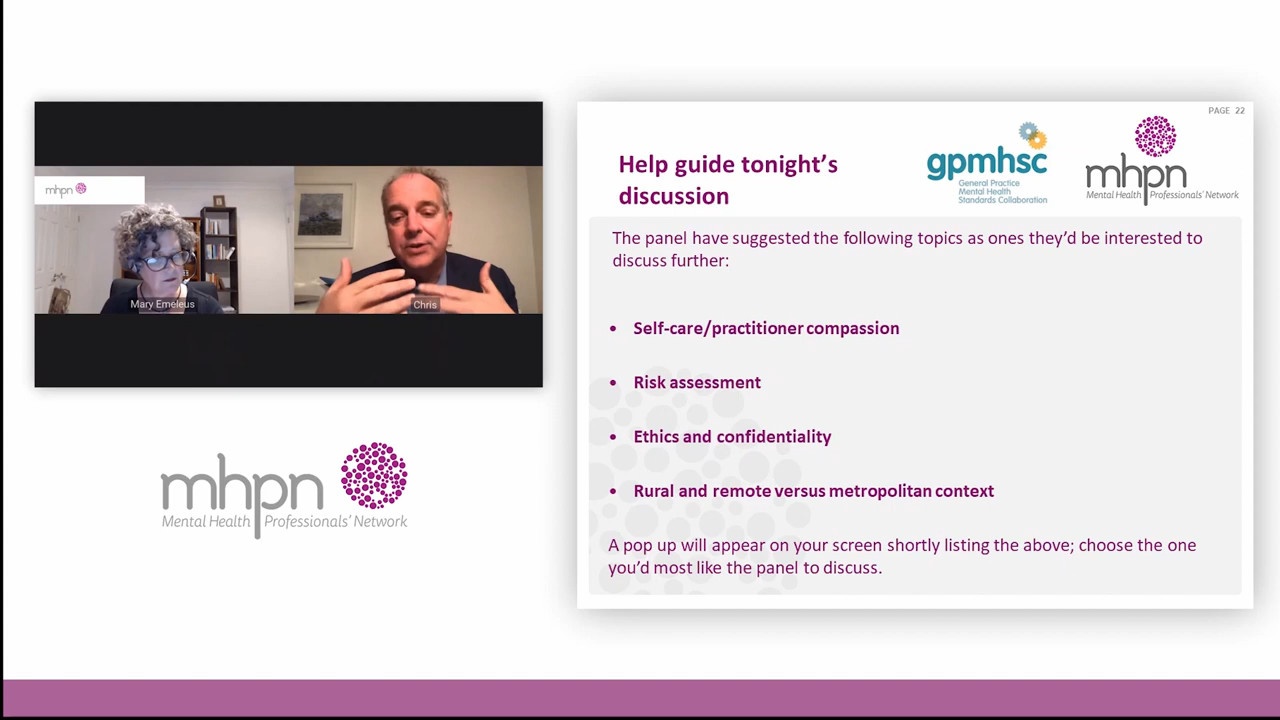 mhpn
Mary Emeleus
Chris
mhpn
Mental Health Professionals' Network
PAGE 22
Help guide tonight's
discussion
gpmhsc
General Practice
Mental Health
Standards Collaboration
mhpn
Mental Health Professionals' Network
The panel have suggested the following topics as ones they'd be interested to
discuss further:
• Self-care/practitioner compassion
• Risk assessment
• Ethics and confidentiality
• Rural and remote versus metropolitan context
A pop up will appear on your screen shortly listing the above; choose the one
you'd most like the panel to discuss.